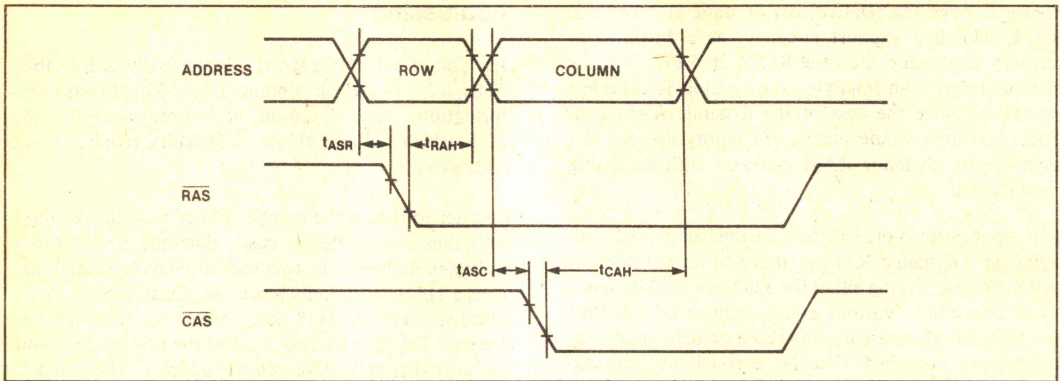 ADDRESS ROW COLUMN
tASR tRAH
RAS
tASC tCAH
CAS